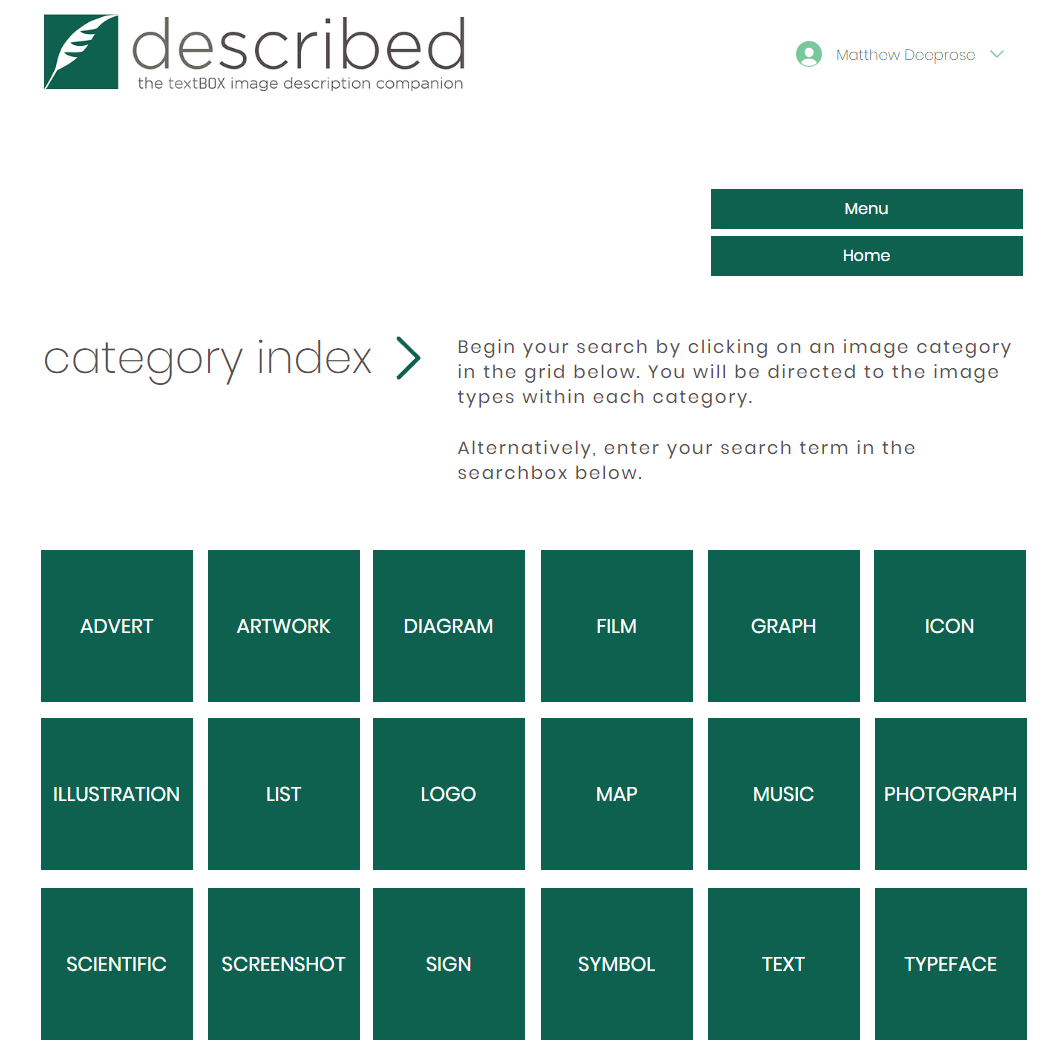 described
the textBOX image description companion
Matthew Deeprose
Menu
Home
category index
Begin your search by clicking on an image category
in the grid below. You will be directed to the image
types within each category.
Alternatively, enter your search term in the
searchbox below.
ADVERT
ARTWORK
DIAGRAM
FILM
GRAPH
ICON
ILLUSTRATION
LIST
LOGO
MAP
MUSIC
PHOTOGRAPH
SCIENTIFIC
SCREENSHOT
SIGN
SYMBOL
TEXT
TYPEFACE